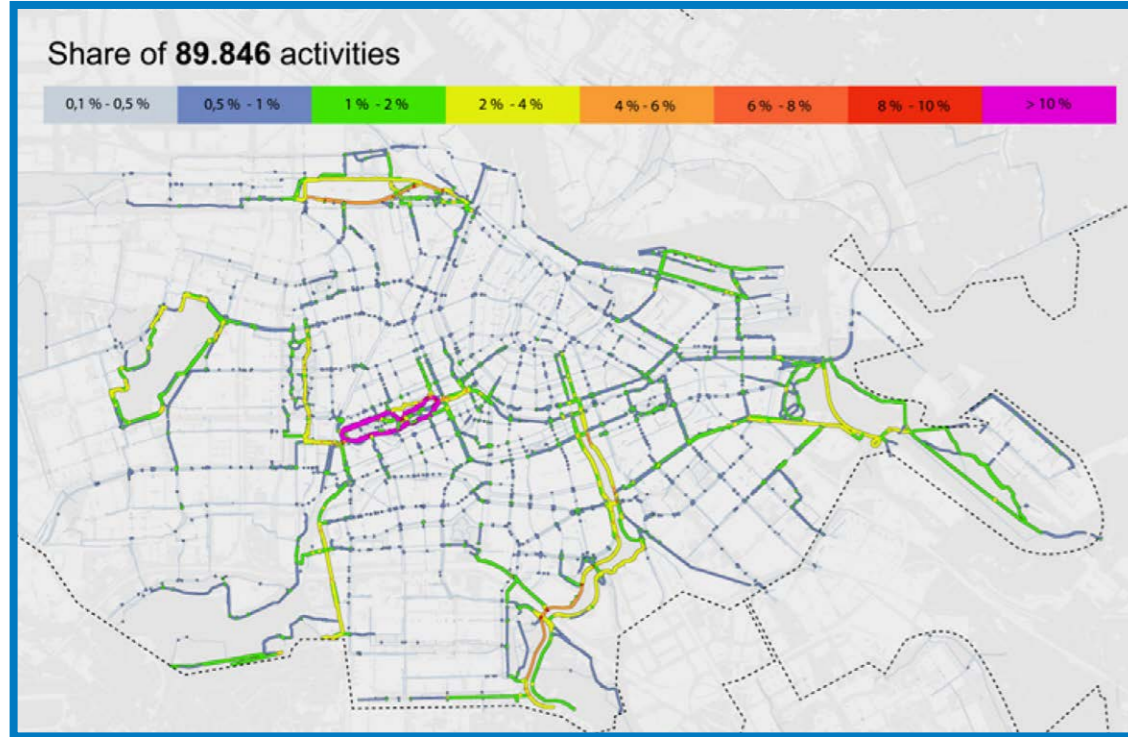 Share of 89.846 activities
0,1 % - 0,5 % 0,5 % - 1 % 1 % - 2 % 2 % - 4 % 4 % - 6 % 6 % - 8 % 8 % - 10 % > 10 %